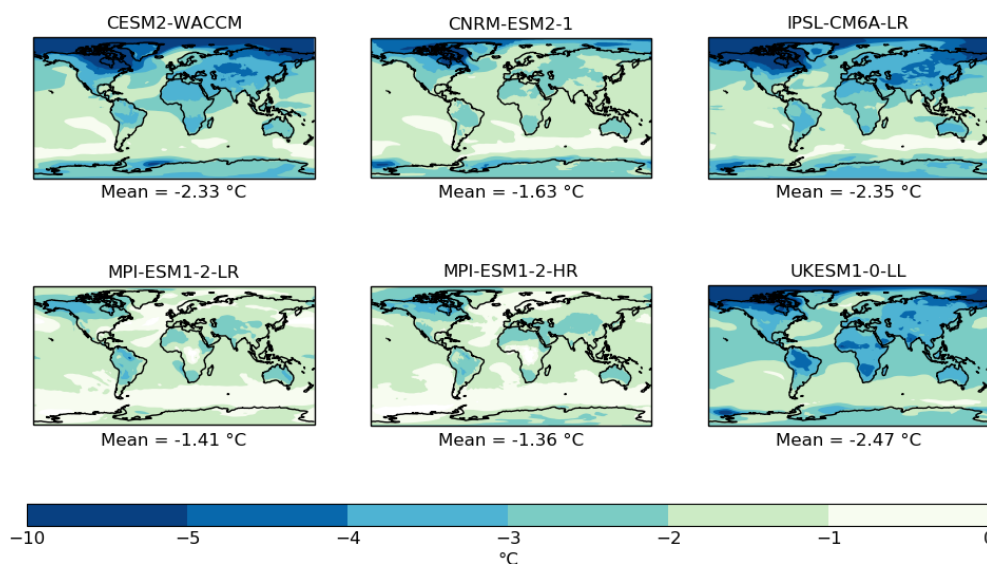 CESM2-WACCM
CNRM-ESM2-1
IPSL-CM6A-LR
Mean = -2.33 °C
Mean = -1.63 °C
Mean = -2.35 °C
MPI-ESM1-2-LR
MPI-ESM1-2-HR
UKESM1-0-LL
Mean = -1.41 °C
Mean = -1.36 °C
Mean = -2.47 °C
−10 −5 −4 −3 −2 −1 0
°C